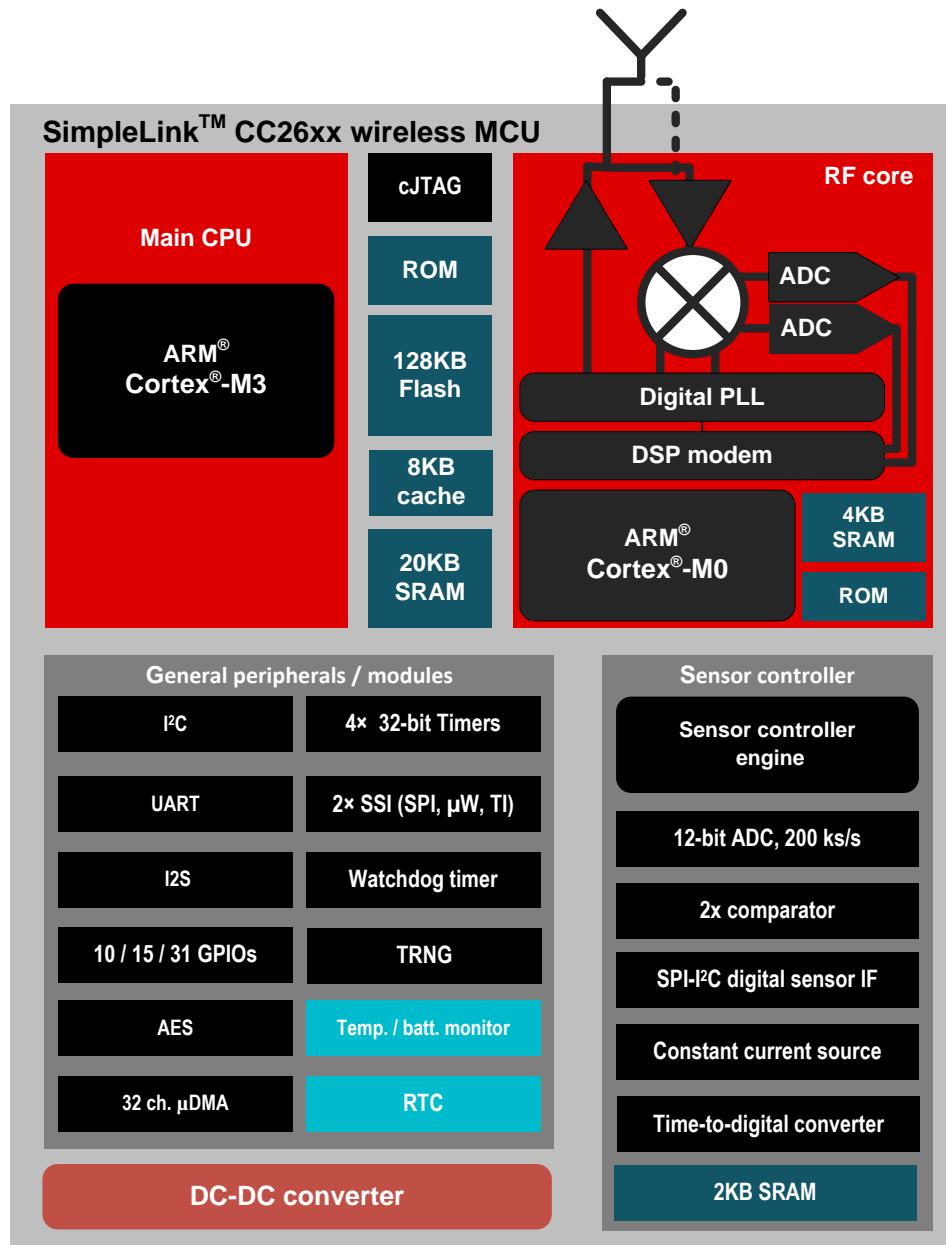 SimpleLink™ CC26xx wireless MCU
Main CPU
ARM®
Cortex®-M3
cJTAG
ROM
128KB
Flash
8KB
cache
20KB
SRAM
RF core
ADC
ADC
Digital PLL
DSP modem
ARM®
Cortex®-M0
4KB
SRAM
ROM
General peripherals / modules
I²C
4× 32-bit Timers
UART
2× SSI (SPI, µW, TI)
I2S
Watchdog timer
10 / 15 / 31 GPIOs
TRNG
AES
Temp. / batt. monitor
32 ch. µDMA
RTC
DC-DC converter
Sensor controller
Sensor controller
engine
12-bit ADC, 200 ks/s
2x comparator
SPI-I²C digital sensor IF
Constant current source
Time-to-digital converter
2KB SRAM